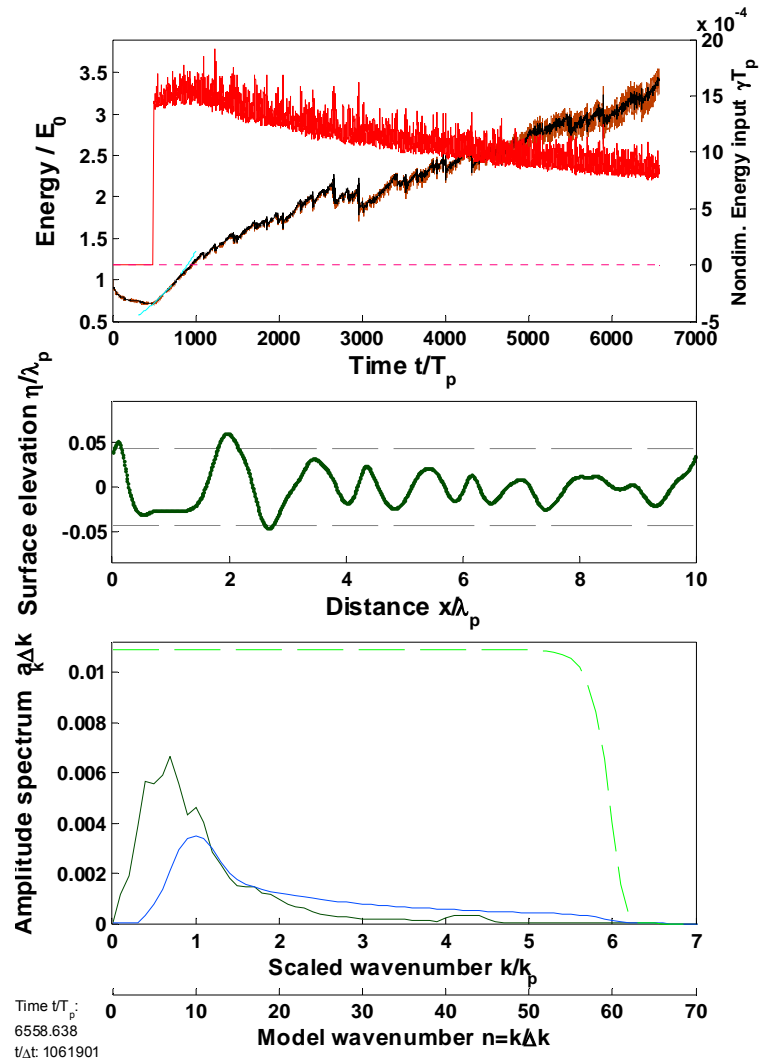 x 10^-4
20
15
10
5
0
-5
Nondim. Energy input γT_p
3.5
3
2.5
2
1.5
1
0.5
Energy / E_0
0 1000 2000 3000 4000 5000 6000 7000
Time t/T_p
0.05
0
-0.05
Surface elevation η/λ_p
0 2 4 6 8 10
Distance x/λ_p
0.01
0.008
0.006
0.004
0.002
0
Amplitude spectrum a_kΔk
0 1 2 3 4 5 6 7
Scaled wavenumber k/k_p
0 10 20 30 40 50 60 70
Model wavenumber n=k/Δk
Time t/T_p:
6558.638
t/Δt: 1061901